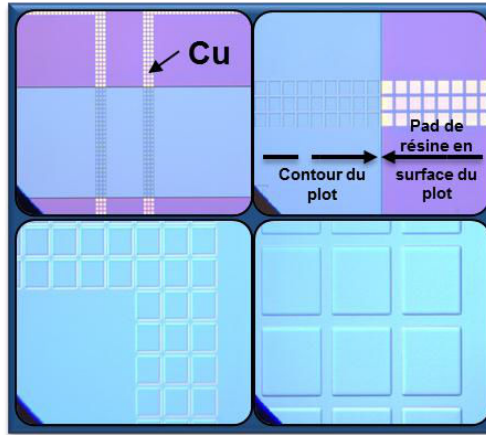 Cu
Pad de
résine en
surface du
plot
Contour du
plot